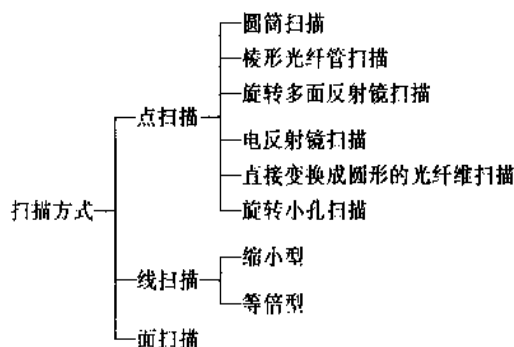 圆筒扫描
棱形光纤管扫描
旋转多面反射镜扫描
点扫描
电反射镜扫描
直接变换成圆形的光纤维扫描
旋转小孔扫描
扫描方式
缩小型
线扫描
等倍型
面扫描